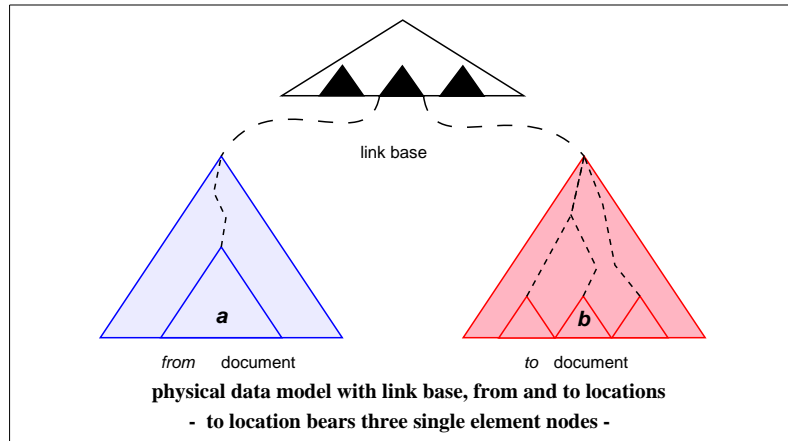 link base
a
b
from document
to document
physical data model with link base, from and to locations
- to location bears three single element nodes -